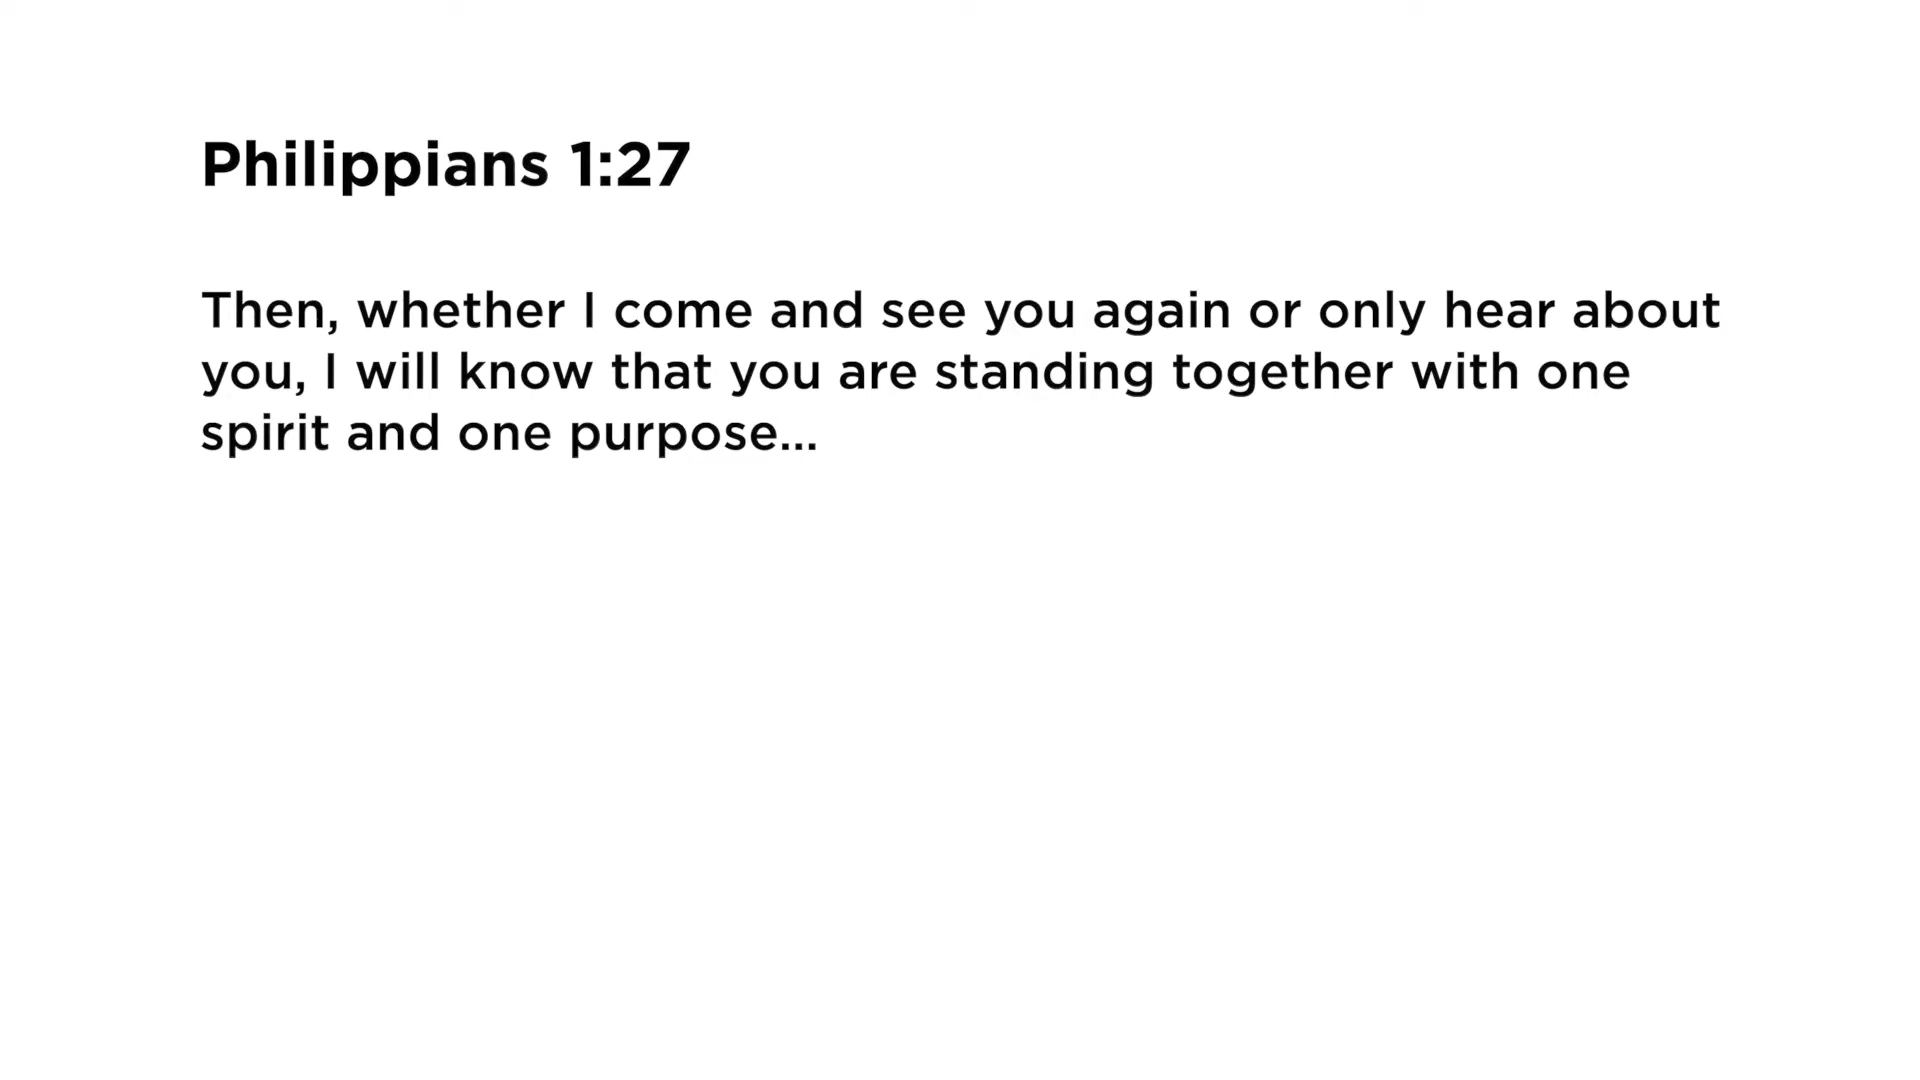 Philippians 1:27
Then, whether I come and see you again or only hear about
you, I will know that you are standing together with one
spirit and one purpose...